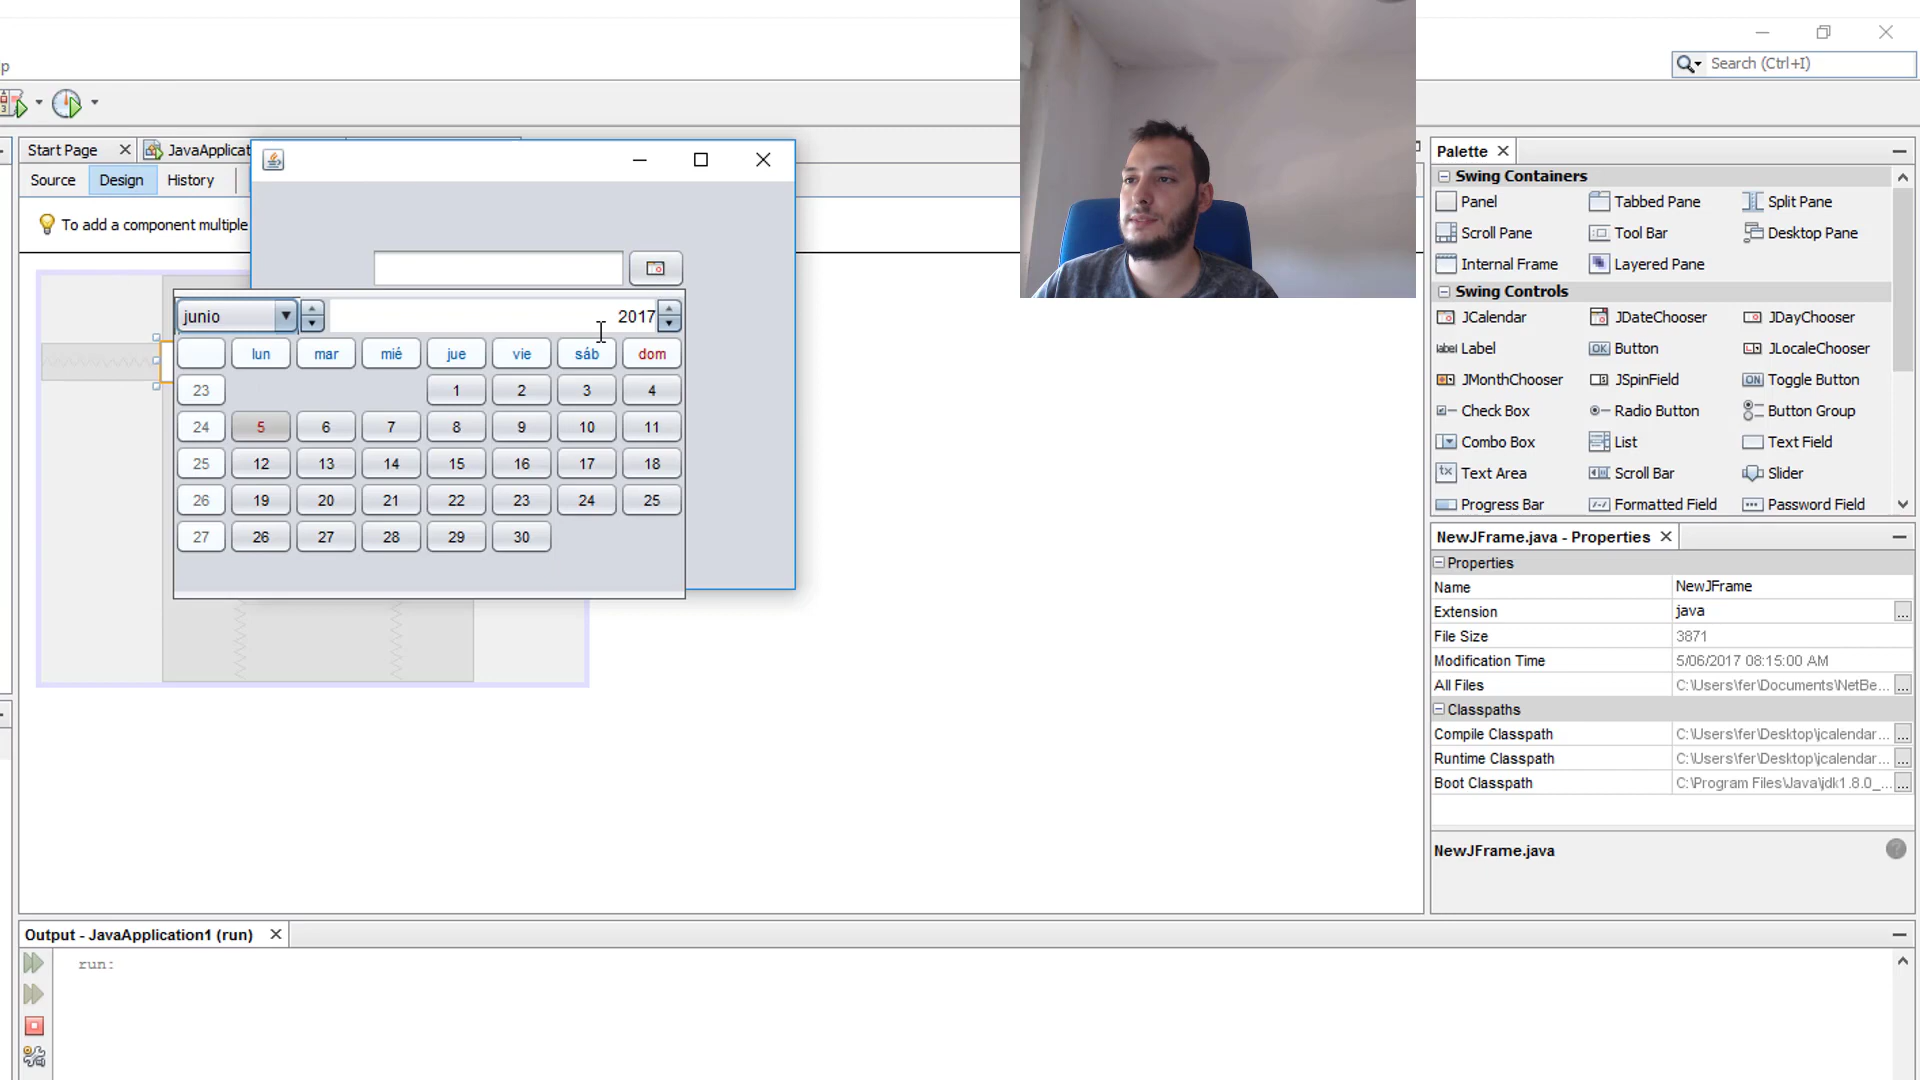 p
Search (Ctrl+I)
Start Page
JavaApplicat
Source Design History
To add a component multiple
junio 2017
lun mar mié jue vie sáb dom
23 1 2 3 4
24 5 6 7 8 9 10 11
25 12 13 14 15 16 17 18
26 19 20 21 22 23 24 25
27 26 27 28 29 30
Palette
Swing Containers
Panel Tabbed Pane Split Pane
Scroll Pane Tool Bar Desktop Pane
Internal Frame Layered Pane
Swing Controls
JCalendar JDateChooser JDayChooser
label Label OK Button JLocaleChooser
JMonthChooser JSpinField ON Toggle Button
Check Box Radio Button Button Group
Combo Box List Text Field
tx Text Area Scroll Bar Slider
Progress Bar Formatted Field Password Field
NewJFrame.java - Properties
Properties
Name NewJFrame
Extension java ...
File Size 3871
Modification Time 5/06/2017 08:15:00 AM
All Files C:\Users\fer\Documents\NetBe... ...
Classpaths
Compile Classpath C:\Users\fer\Desktop\jcalendar... ...
Runtime Classpath C:\Users\fer\Desktop\jcalendar... ...
Boot Classpath C:\Program Files\Java\jdk1.8.0_... ...
NewJFrame.java
?
Output - JavaApplication1 (run)
run: